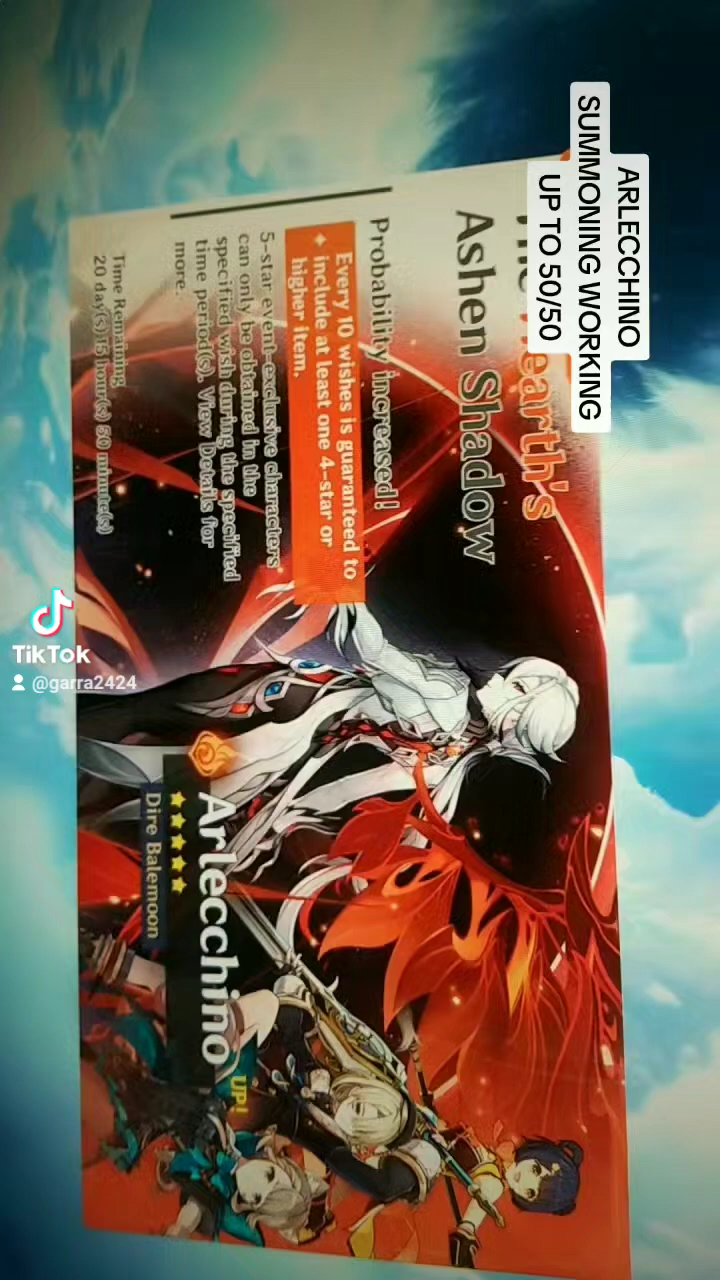 ARLECCHINO
SUMMONING WORKING
UP TO 50/50
Hearth's
Ashen Shadow
Probability increased!
Every 10 wishes is guaranteed to
include at least one 4-star or
higher item.
5-star event-exclusive characters
can only be obtained in the
specified wish during the specified
time period(s). View Details for
more.
Time Remaining
20 day(s) 15 hour(s) 50 minute(s)
Arlecchino
Dire Balemoon
UP!
TikTok
@garra2424